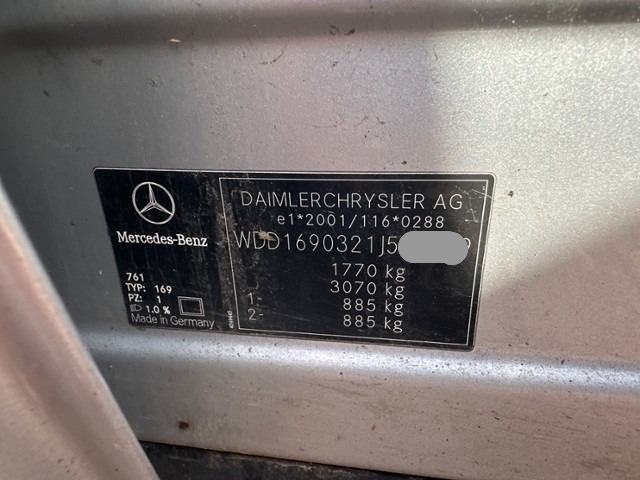 Mercedes-Benz
761
TYP: 169
PZ: 1
1.0 %
Made in Germany
DAIMLERCHRYSLER AG
e1*2001/116*0288
WDD1690321J5
1770 kg
3070 kg
1- 885 kg
2- 885 kg